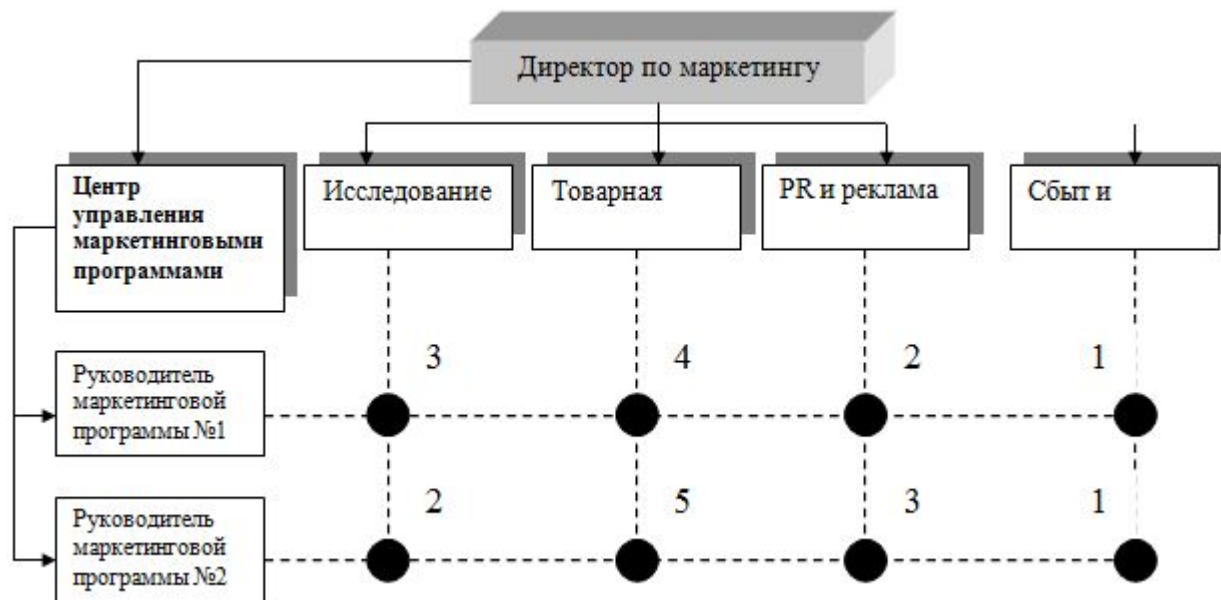 Директор по маркетингу
Центр
управления
маркетинговыми
программами
Исследование
Товарная
PR и реклама
Сбыт и
3
4
2
1
Руководитель
маркетинговой
программы №1
2
5
3
1
Руководитель
маркетинговой
программы №2